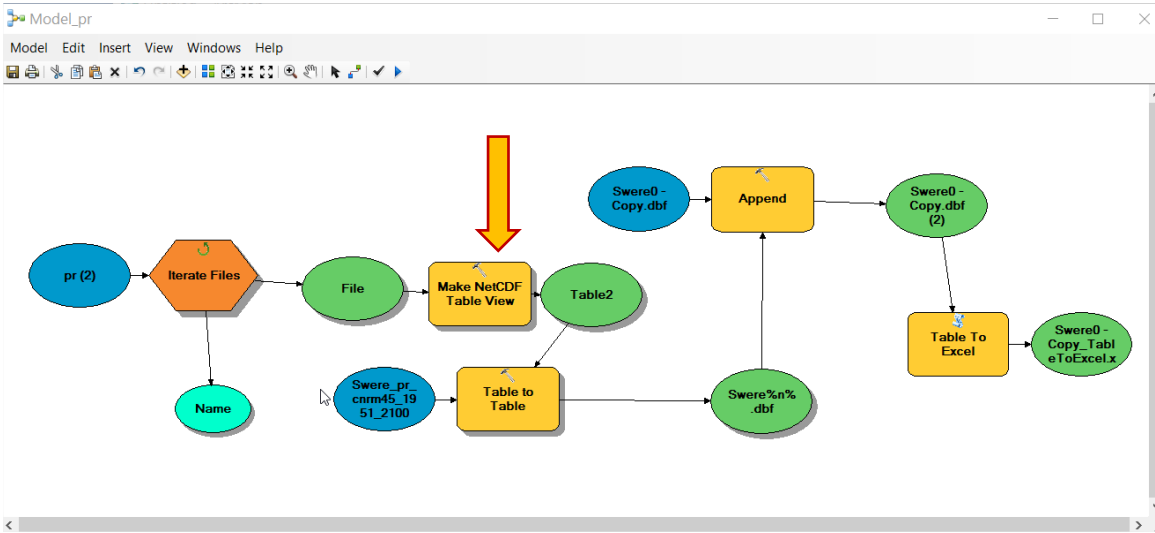 Model_pr
Model Edit Insert View Windows Help
Swere0 -
Copy.dbf
Append
Swere0 -
Copy.dbf
(2)
pr (2)
Iterate Files
File
Make NetCDF
Table View
Table2
Table To
Excel
Swere0 -
Copy_Tabl
eToExcel.x
Name
Swere_pr_
cnrm45_19
51_2100
Table to
Table
Swere%n%
.dbf